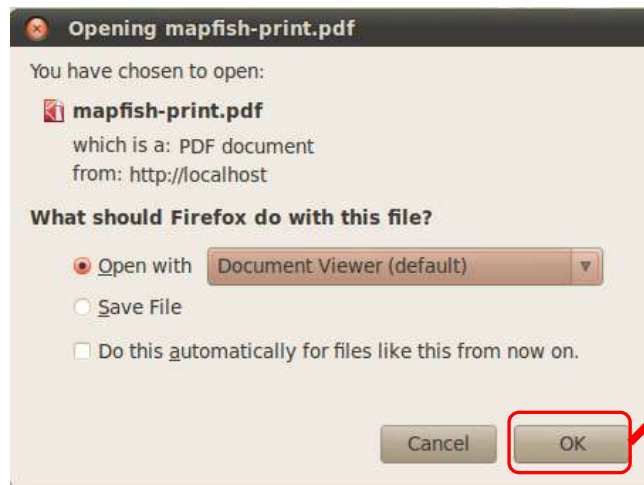 Opening mapfish-print.pdf
You have chosen to open:
mapfish-print.pdf
which is a: PDF document
from: http://localhost
What should Firefox do with this file?
Open with Document Viewer (default)
Save File
Do this automatically for files like this from now on.
Cancel OK